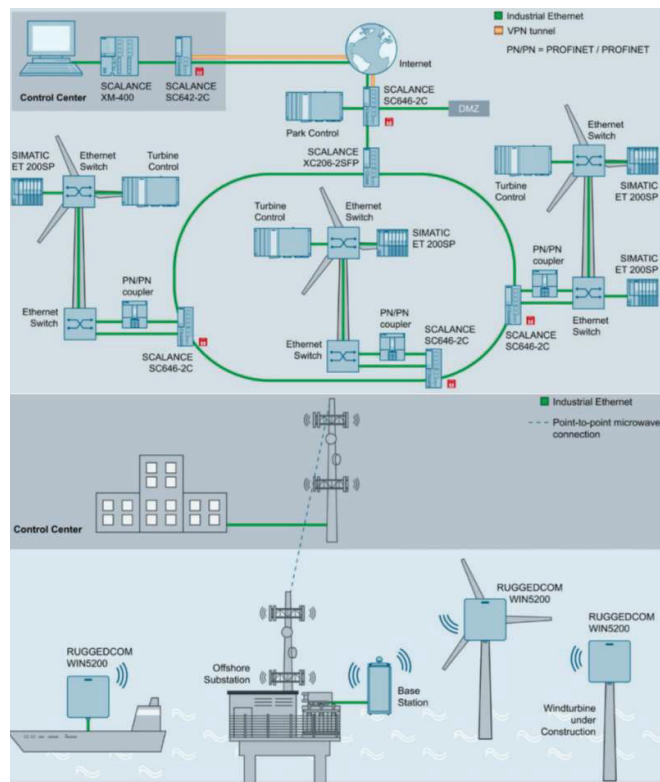 Industrial Ethernet
VPN tunnel
PN/PN = PROFINET / PROFINET
Internet
SCALANCE
XM-400
SCALANCE
SC642-2C
Control Center
SCALANCE
SC646-2C
Park Control
DMZ
SCALANCE
XC206-2SFP
SIMATIC
ET 200SP
Ethernet
Switch
Turbine
Control
PN/PN
coupler
Ethernet
Switch
SCALANCE
SC646-2C
Turbine
Control
Ethernet
Switch
SIMATIC
ET 200SP
PN/PN
coupler
SCALANCE
SC646-2C
Ethernet
Switch
Ethernet
Switch
Turbine
Control
SIMATIC
ET 200SP
PN/PN
coupler
SIMATIC
ET 200SP
SCALANCE
SC646-2C
Ethernet
Switch
Industrial Ethernet
Point-to-point microwave
connection
Control Center
RUGGEDCOM
WIN5200
Offshore
Substation
Base
Station
RUGGEDCOM
WIN5200
RUGGEDCOM
WIN5200
Windturbine
under
Construction